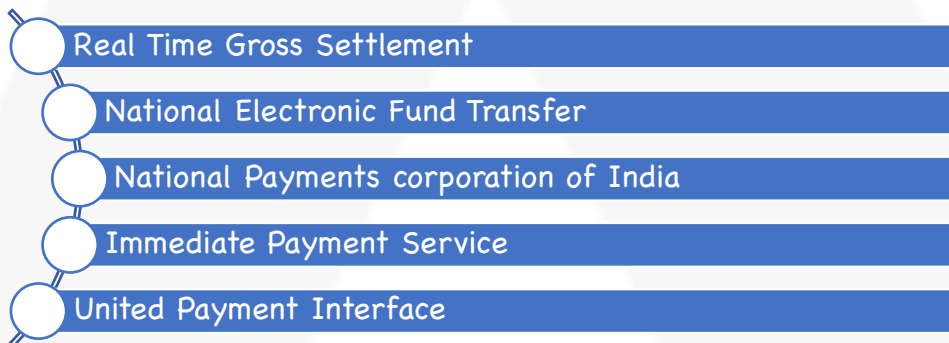 Real Time Gross Settlement
National Electronic Fund Transfer
National Payments corporation of India
Immediate Payment Service
United Payment Interface